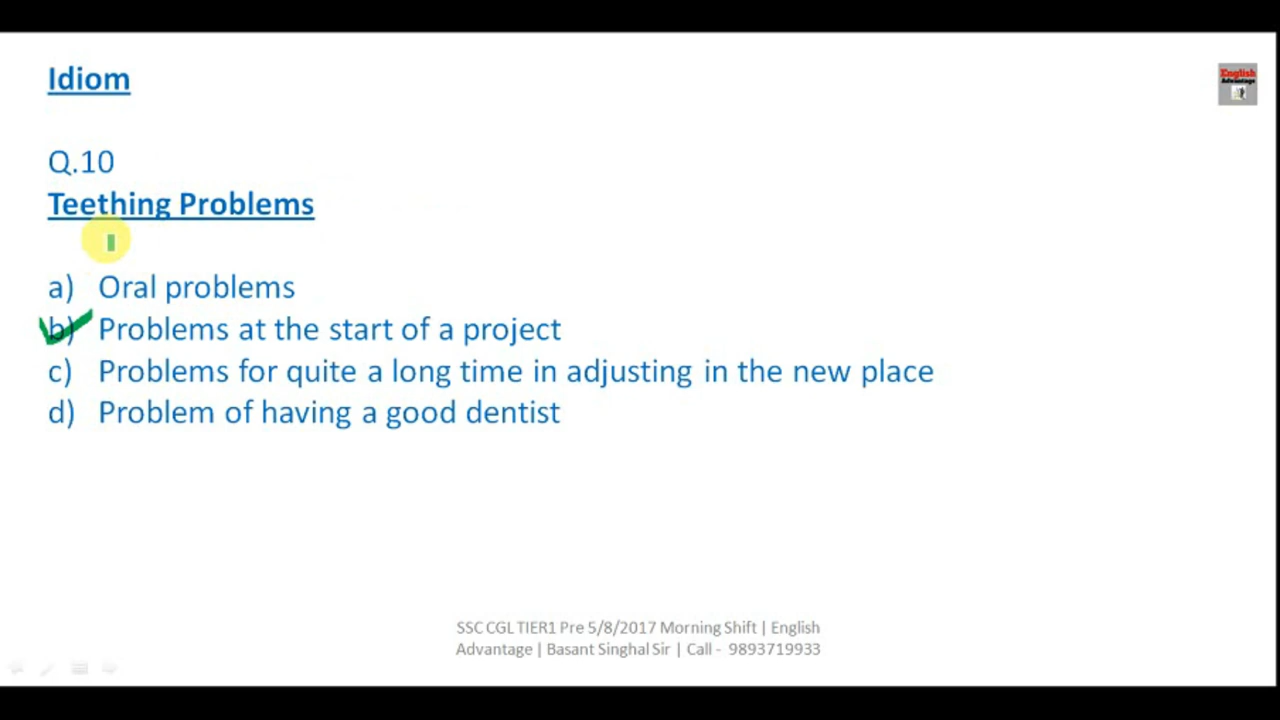 Idiom
English
Advantage
Q.10
Teething Problems
a) Oral problems
b) Problems at the start of a project
c) Problems for quite a long time in adjusting in the new place
d) Problem of having a good dentist
SSC CGL TIER1 Pre 5/8/2017 Morning Shift | English
Advantage | Basant Singhal Sir | Call - 9893719933